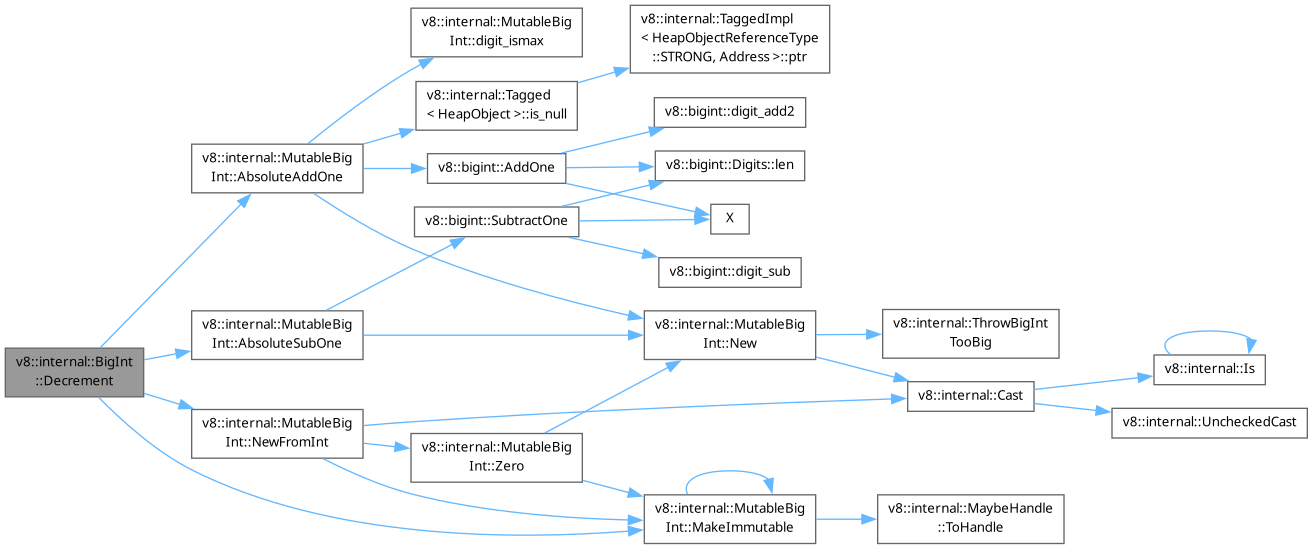 v8::internal::BigInt
::Decrement
v8::internal::MutableBig
Int::AbsoluteAddOne
v8::internal::MutableBig
Int::digit_ismax
v8::internal::Tagged
< HeapObject >::is_null
v8::internal::TaggedImpl
< HeapObjectReferenceType
::STRONG, Address >::ptr
v8::bigint::AddOne
v8::bigint::digit_add2
v8::bigint::Digits::len
X
v8::bigint::SubtractOne
v8::bigint::digit_sub
v8::internal::MutableBig
Int::AbsoluteSubOne
v8::internal::MutableBig
Int::New
v8::internal::ThrowBigInt
TooBig
v8::internal::Cast
v8::internal::Is
v8::internal::UncheckedCast
v8::internal::MutableBig
Int::NewFromInt
v8::internal::MutableBig
Int::Zero
v8::internal::MutableBig
Int::MakeImmutable
v8::internal::MaybeHandle
::ToHandle